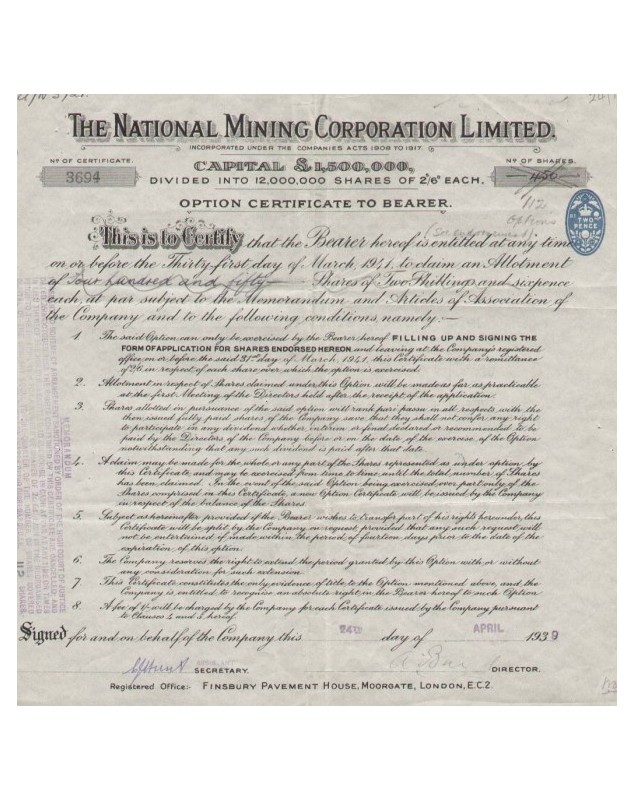 THE NATIONAL MINING CORPORATION LIMITED.
INCORPORATED UNDER THE COMPANIES ACTS 1908 TO 1917.
Nº OF CERTIFICATE.
3694
CAPITAL £1,500,000,
DIVIDED INTO 12,000,000 SHARES OF 2/6 EACH.
Nº OF SHARES.
450
112
Options
(See endorsement).
TWO PENCE
OPTION CERTIFICATE TO BEARER.
This is to Certify that the Bearer hereof is entitled at any time
on or before the Thirty-first day of March, 1941, to claim an Allotment
of Four hundred and fifty Shares of Two Shillings and sixpence
each, at par subject to the Memorandum and Articles of Association of
the Company and to the following conditions, namely:—
1 The said Option can only be exercised by the Bearer hereof FILLING UP AND SIGNING THE
FORM OF APPLICATION FOR SHARES ENDORSED HEREON and leaving at the Company's registered
office, on or before the said 31st day of March, 1941, this Certificate with a remittance
of 2/6 in respect of each share over which the option is exercised.
2. Allotment in respect of Shares claimed under this Option will be made as far as practicable
at the first Meeting of the Directors held after the receipt of the application.
3. Shares allotted in pursuance of the said option will rank pari passu in all respects with the
then issued fully paid shares of the Company save that they shall not confer any right
to participate in any dividend whether interim or final declared or recommended to be
paid by the Directors of the Company before or on the date of the exercise of the Option
notwithstanding that any such dividend is paid after that date.
4. A claim may be made for the whole or any part of the Shares represented as under option by
this Certificate, and may be exercised from time to time until the total number of Shares
has been claimed. In the event of the said Option being exercised over part only of the
Shares comprised in this Certificate, a new Option Certificate will be issued by the Company
in respect of the balance of the Shares.
5. Subject as hereinafter provided if the Bearer wishes to transfer part of his rights hereunder, this
Certificate will be split by the Company on request provided that any such request will
not be entertained if made within the period of fourteen days prior to the date of the
expiration of this option.
6. The Company reserves the right to extend the period granted by this Option with or without
any consideration for such extension.
7. This Certificate constitutes the only evidence of title to the Option mentioned above, and the
Company is entitled to recognise an absolute right in the Bearer hereof to such Option.
8. A fee of 1/- will be charged by the Company for each Certificate issued by the Company pursuant
to Clauses 4 and 5 hereof.
Signed for and on behalf of the Company this 24TH day of APRIL 1939
SECRETARY.
DIRECTOR.
Registered Office:- FINSBURY PAVEMENT HOUSE, MOORGATE, LONDON, E.C.2.
MEMORANDUM